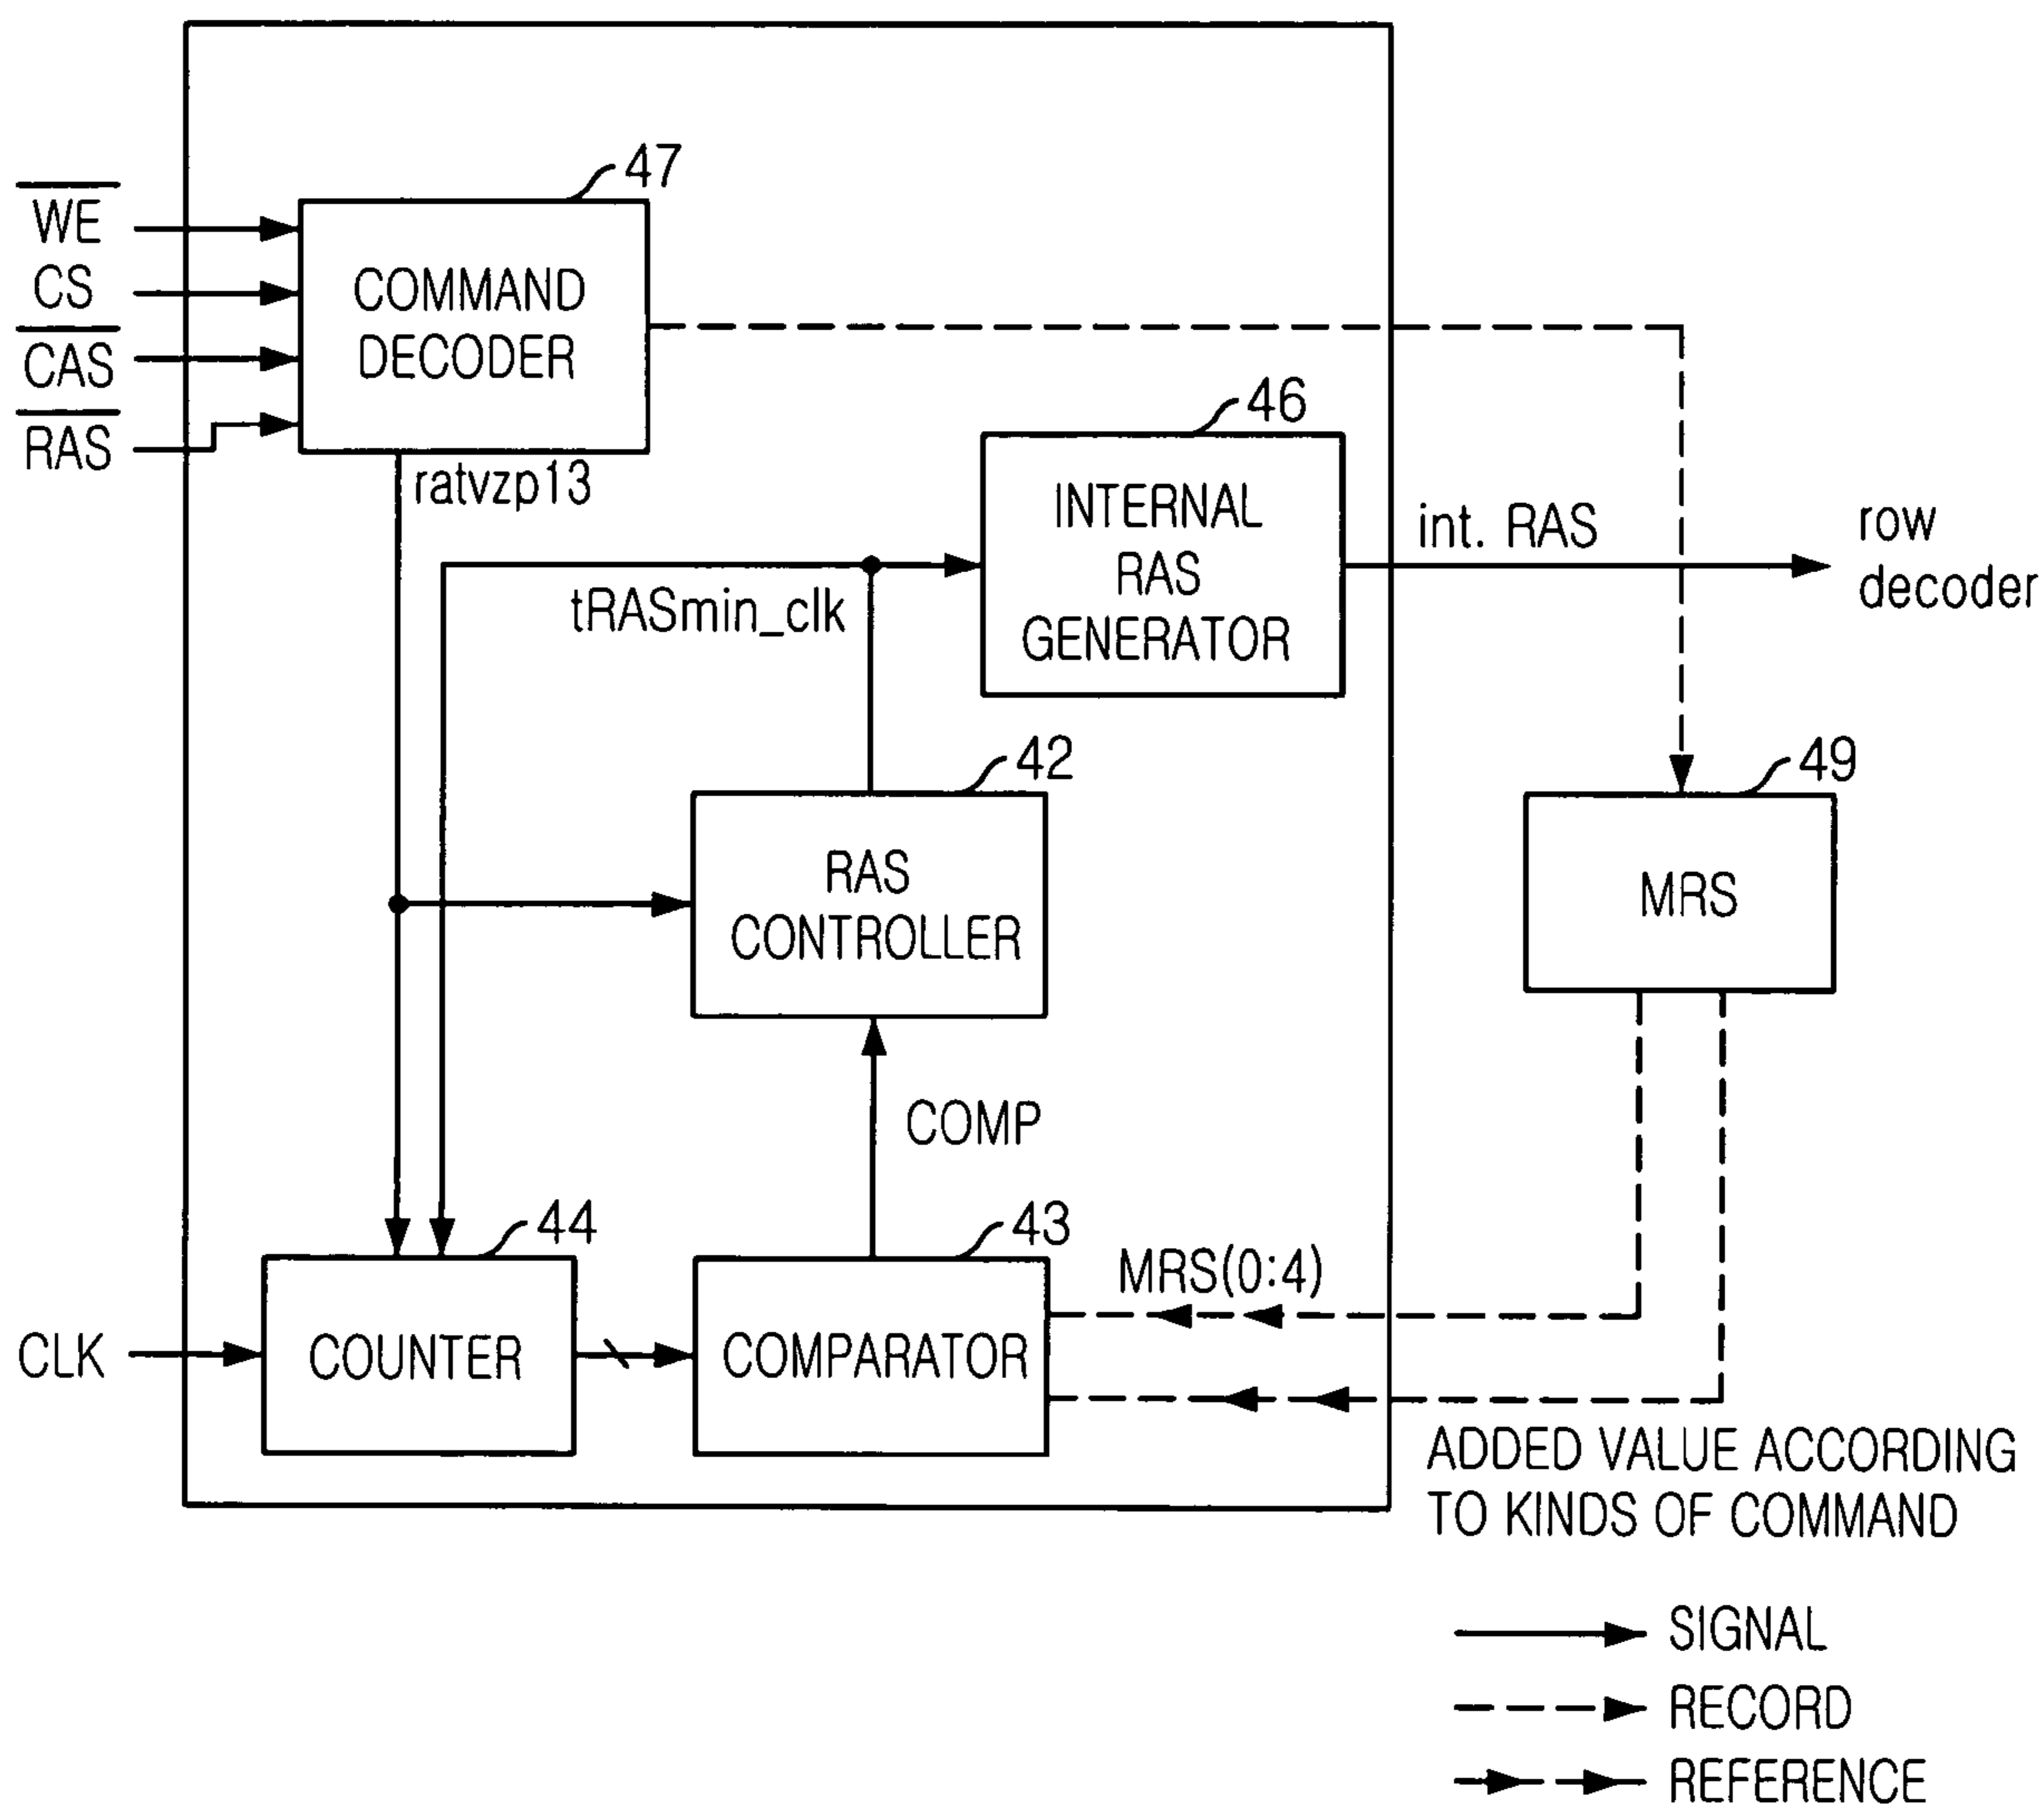 47
WE
CS
CAS
RAS
COMMAND
DECODER
ratvzp13
46
INTERNAL
RAS
GENERATOR
int. RAS
row
decoder
tRASmin_clk
42
RAS
CONTROLLER
49
MRS
COMP
44
43
MRS(0:4)
CLK
COUNTER
COMPARATOR
ADDED VALUE ACCORDING
TO KINDS OF COMMAND
SIGNAL
RECORD
REFERENCE